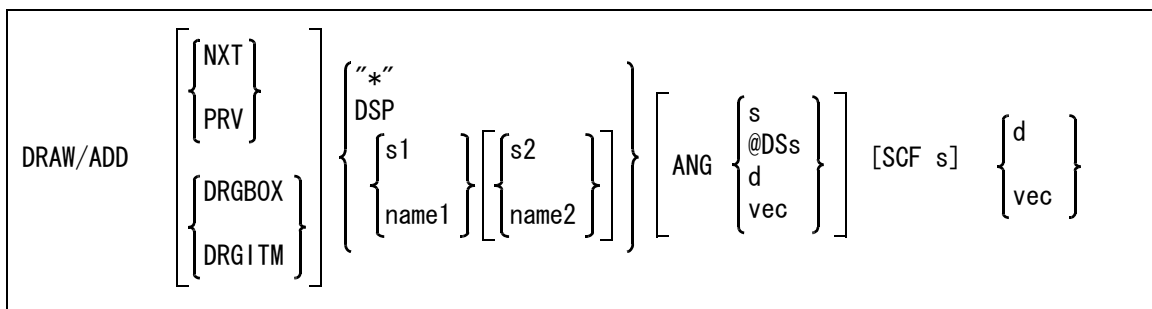 NXT
PRV
DRGBOX
DRGITM
DRAW/ADD
"*"
DSP
s1
name1
s2
name2
ANG
s
@DSs
d
vec
[SCF s]
d
vec